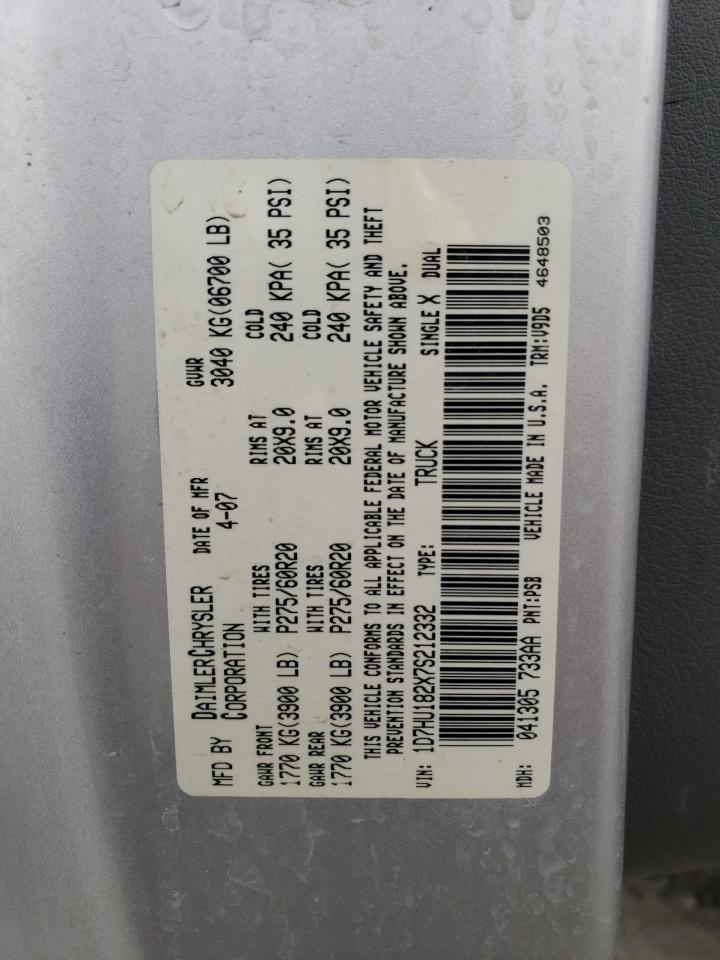 MFD BY DAIMLERCHRYSLER CORPORATION DATE OF MFR 4-07 GVWR 3040 KG(06700 LB)
GAWR FRONT WITH TIRES RIMS AT COLD
1770 KG(3900 LB) P275/60R20 20X9.0 240 KPA( 35 PSI)
GAWR REAR WITH TIRES RIMS AT COLD
1770 KG(3900 LB) P275/60R20 20X9.0 240 KPA( 35 PSI)
THIS VEHICLE CONFORMS TO ALL APPLICABLE FEDERAL MOTOR VEHICLE SAFETY AND THEFT
PREVENTION STANDARDS IN EFFECT ON THE DATE OF MANUFACTURE SHOWN ABOVE.
VIN: 1D7HU182X7S212332 TYPE: TRUCK SINGLE X DUAL
MDH: 041305 733AA PNT:PSB VEHICLE MADE IN U.S.A. TRM:V9D5 4648503